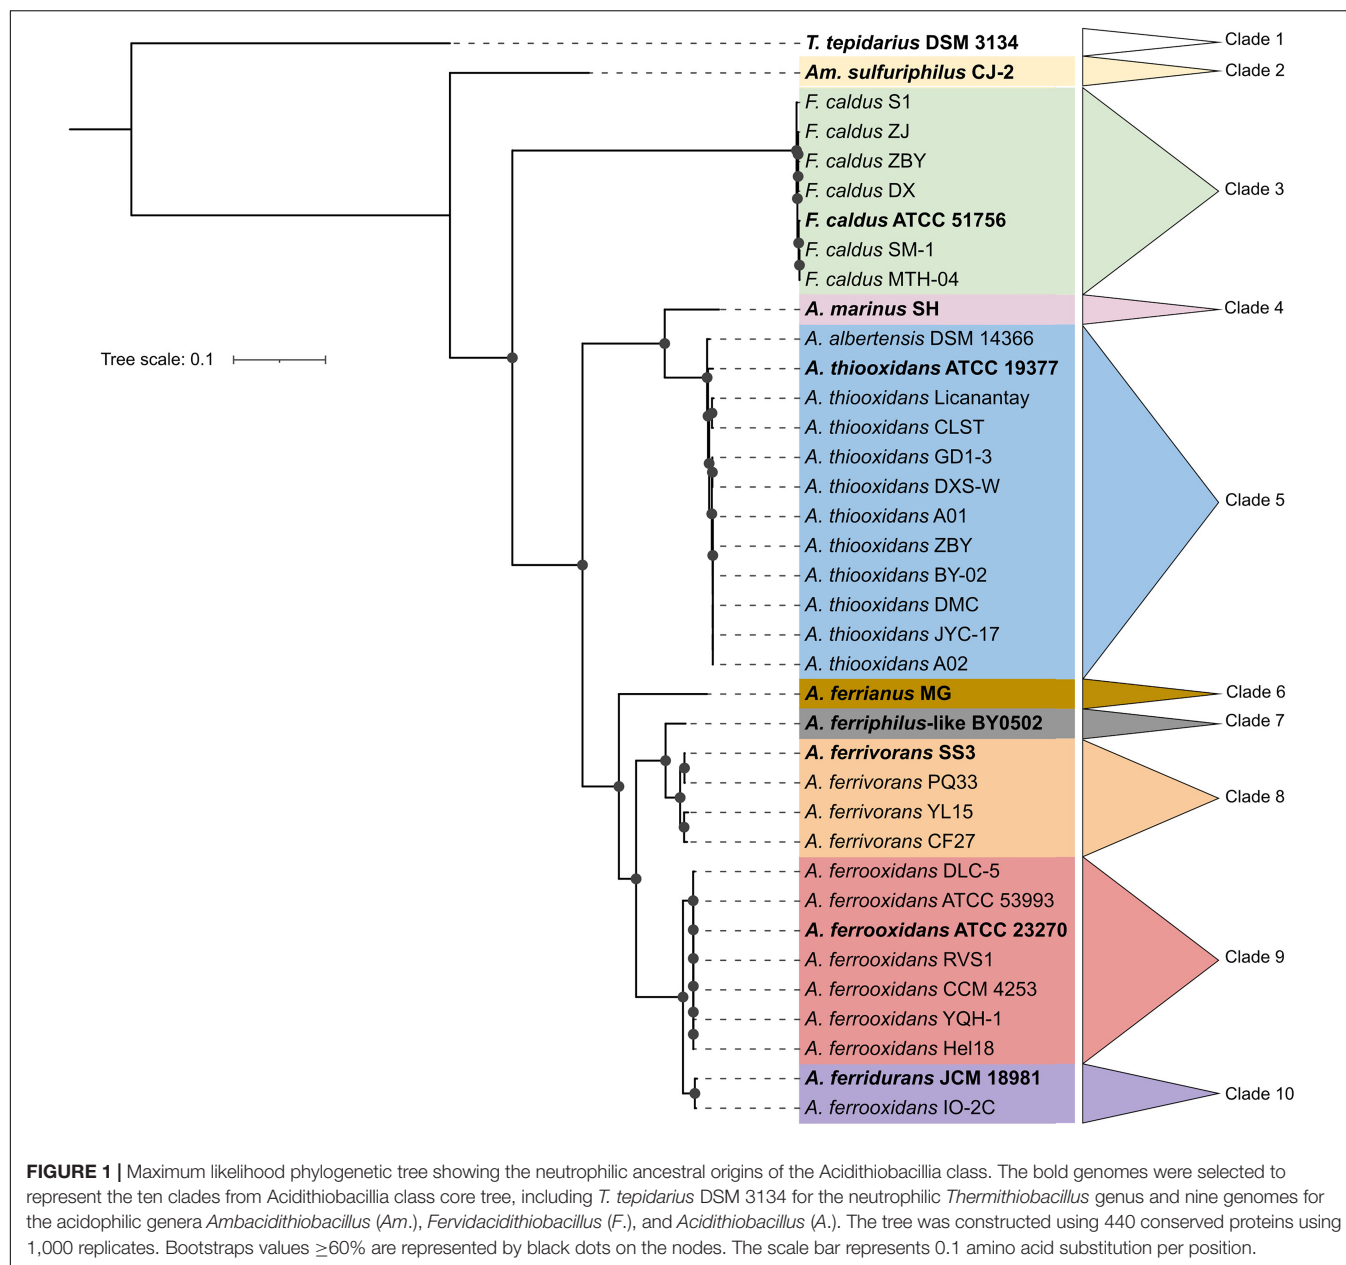 T. tepidarius DSM 3134
Clade 1
Am. sulfuriphilus CJ-2
Clade 2
F. caldus S1
F. caldus ZJ
F. caldus ZBY
F. caldus DX
Clade 3
F. caldus ATCC 51756
F. caldus SM-1
F. caldus MTH-04
A. marinus SH
Clade 4
A. albertensis DSM 14366
Tree scale: 0.1
A. thiooxidans ATCC 19377
A. thiooxidans Licanantay
A. thiooxidans CLST
A. thiooxidans GD1-3
A. thiooxidans DXS-W
Clade 5
A. thiooxidans A01
A. thiooxidans ZBY
A. thiooxidans BY-02
A. thiooxidans DMC
A. thiooxidans JYC-17
A. thiooxidans A02
A. ferrianus MG
Clade 6
A. ferriphilus-like BY0502
Clade 7
A. ferrivorans SS3
A. ferrivorans PQ33
Clade 8
A. ferrivorans YL15
A. ferrivorans CF27
A. ferrooxidans DLC-5
A. ferrooxidans ATCC 53993
A. ferrooxidans ATCC 23270
A. ferrooxidans RVS1
Clade 9
A. ferrooxidans CCM 4253
A. ferrooxidans YQH-1
A. ferrooxidans Hel18
A. ferridurans JCM 18981
Clade 10
A. ferrooxidans IO-2C
FIGURE 1 | Maximum likelihood phylogenetic tree showing the neutrophilic ancestral origins of the Acidithiobacillia class. The bold genomes were selected to
represent the ten clades from Acidithiobacillia class core tree, including T. tepidarius DSM 3134 for the neutrophilic Thermithiobacillus genus and nine genomes for
the acidophilic genera Ambacidithiobacillus (Am.), Fervidacidithiobacillus (F.), and Acidithiobacillus (A.). The tree was constructed using 440 conserved proteins using
1,000 replicates. Bootstraps values ≥60% are represented by black dots on the nodes. The scale bar represents 0.1 amino acid substitution per position.